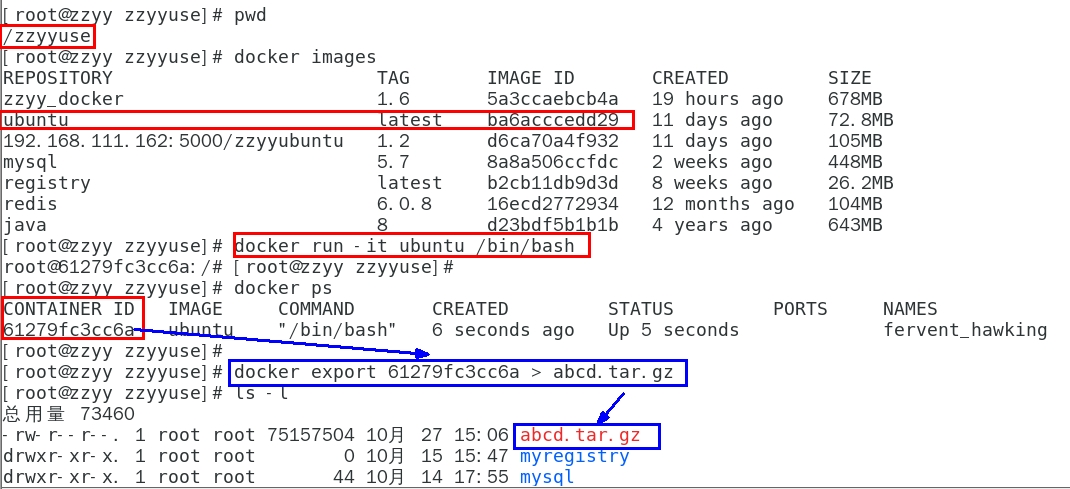 [root@zzyy zzyyuse]# pwd
/zzyyuse
[root@zzyy zzyyuse]# docker images
REPOSITORY TAG IMAGE ID CREATED SIZE
zzyy_docker 1.6 5a3ccaebcb4a 19 hours ago 678MB
ubuntu latest ba6acccedd29 11 days ago 72.8MB
192.168.111.162:5000/zzyyubuntu 1.2 d6ca70a4f932 11 days ago 105MB
mysql 5.7 8a8a506ccfdc 2 weeks ago 448MB
registry latest b2cb11db9d3d 8 weeks ago 26.2MB
redis 6.0.8 16ecd2772934 12 months ago 104MB
java 8 d23bdf5b1b1b 4 years ago 643MB
[root@zzyy zzyyuse]# docker run -it ubuntu /bin/bash
root@61279fc3cc6a:/# [root@zzyy zzyyuse]#
[root@zzyy zzyyuse]# docker ps
CONTAINER ID IMAGE COMMAND CREATED STATUS PORTS NAMES
61279fc3cc6a ubuntu "/bin/bash" 6 seconds ago Up 5 seconds fervent_hawking
[root@zzyy zzyyuse]#
[root@zzyy zzyyuse]# docker export 61279fc3cc6a > abcd.tar.gz
[root@zzyy zzyyuse]# ls -l
总用量 73460
-rw-r--r--. 1 root root 75157504 10月 27 15:06 abcd.tar.gz
drwxr-xr-x. 1 root root 0 10月 15 15:47 myregistry
drwxr-xr-x. 1 root root 44 10月 14 17:55 mysql